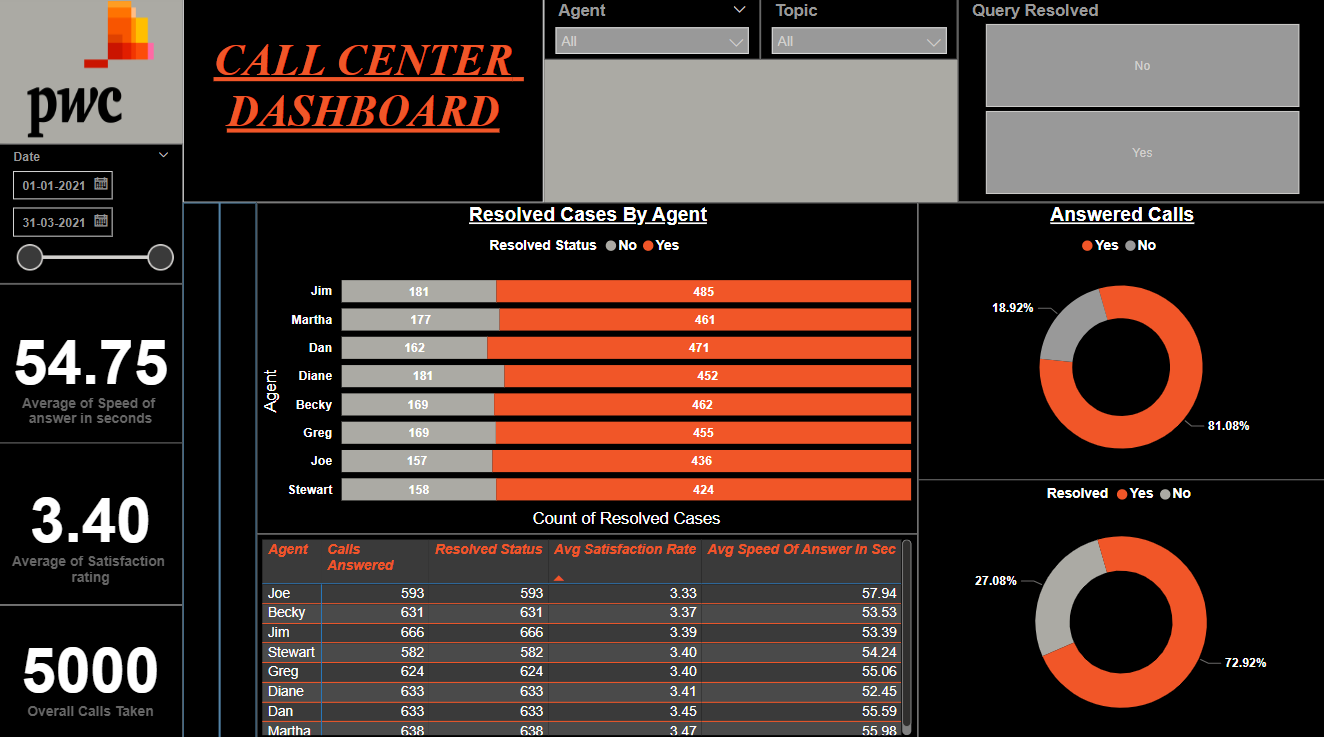 pwc
CALL CENTER
DASHBOARD
Agent
All
Topic
All
Query Resolved
No
Yes
Date
01-01-2021
31-03-2021
54.75
Average of Speed of
answer in seconds
3.40
Average of Satisfaction
rating
5000
Overall Calls Taken
Resolved Cases By Agent
Resolved Status No Yes
Agent
Jim 181 485
Martha 177 461
Dan 162 471
Diane 181 452
Becky 169 462
Greg 169 455
Joe 157 436
Stewart 158 424
Count of Resolved Cases
Agent Calls Answered Resolved Status Avg Satisfaction Rate Avg Speed Of Answer In Sec
Joe 593 593 3.33 57.94
Becky 631 631 3.37 53.53
Jim 666 666 3.39 53.39
Stewart 582 582 3.40 54.24
Greg 624 624 3.40 55.06
Diane 633 633 3.41 52.45
Dan 633 633 3.45 55.59
Martha 638 638 3.47 55.98
Answered Calls
Yes No
18.92%
81.08%
Resolved Yes No
27.08%
72.92%